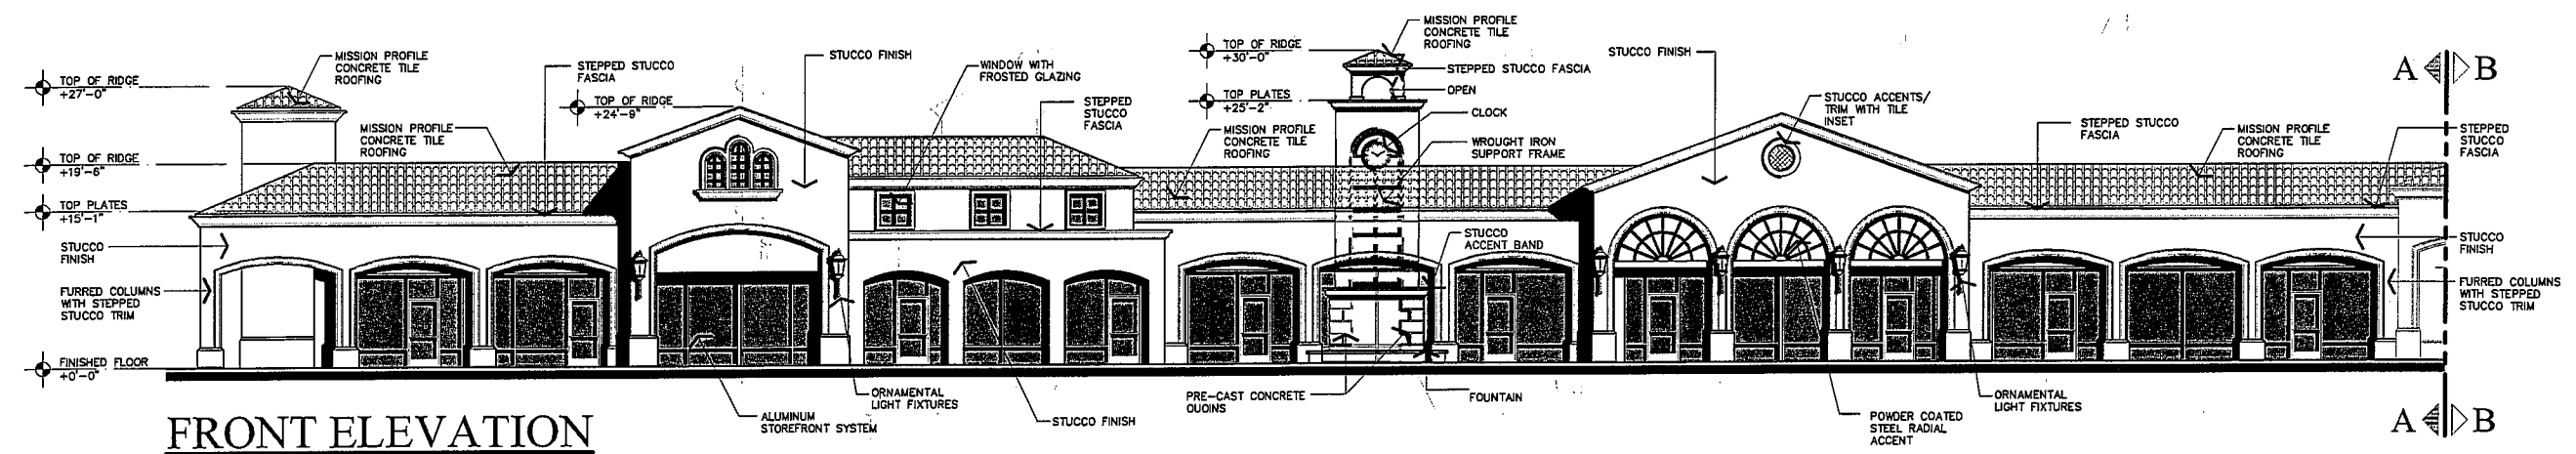 TOP OF RIDGE
+27'-0"
TOP OF RIDGE
+19'-6"
TOP PLATES
+15'-1"
STUCCO
FINISH
FURRED COLUMNS
WITH STEPPED
STUCCO TRIM
FINISHED FLOOR
+0'-0"
MISSION PROFILE
CONCRETE TILE
ROOFING
MISSION PROFILE
CONCRETE TILE
ROOFING
STEPPED STUCCO
FASCIA
TOP OF RIDGE
+24'-9"
STUCCO FINISH
WINDOW WITH
FROSTED GLAZING
STEPPED
STUCCO
FASCIA
TOP OF RIDGE
+30'-0"
TOP PLATES
+25'-2"
MISSION PROFILE
CONCRETE TILE
ROOFING
MISSION PROFILE
CONCRETE TILE
ROOFING
STEPPED STUCCO FASCIA
OPEN
CLOCK
WROUGHT IRON
SUPPORT FRAME
STUCCO
ACCENT BAND
STUCCO FINISH
STUCCO ACCENTS/
TRIM WITH TILE
INSET
STEPPED STUCCO
FASCIA
MISSION PROFILE
CONCRETE TILE
ROOFING
STEPPED
STUCCO
FASCIA
STUCCO
FINISH
FURRED COLUMNS
WITH STEPPED
STUCCO TRIM
A B
ALUMINUM
STOREFRONT SYSTEM
ORNAMENTAL
LIGHT FIXTURES
STUCCO FINISH
PRE-CAST CONCRETE
QUOINS
FOUNTAIN
POWDER COATED
STEEL RADIAL
ACCENT
ORNAMENTAL
LIGHT FIXTURES
A B
FRONT ELEVATION